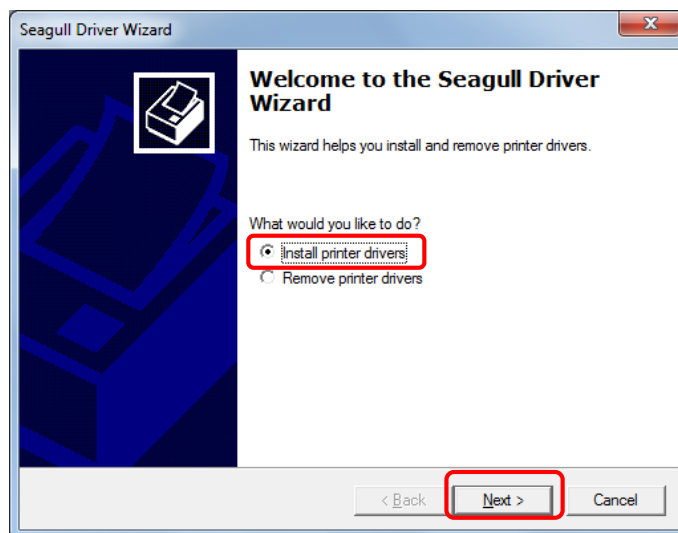 Seagull Driver Wizard
Welcome to the Seagull Driver
Wizard
This wizard helps you install and remove printer drivers.
What would you like to do?
Install printer drivers
Remove printer drivers
< Back
Next >
Cancel